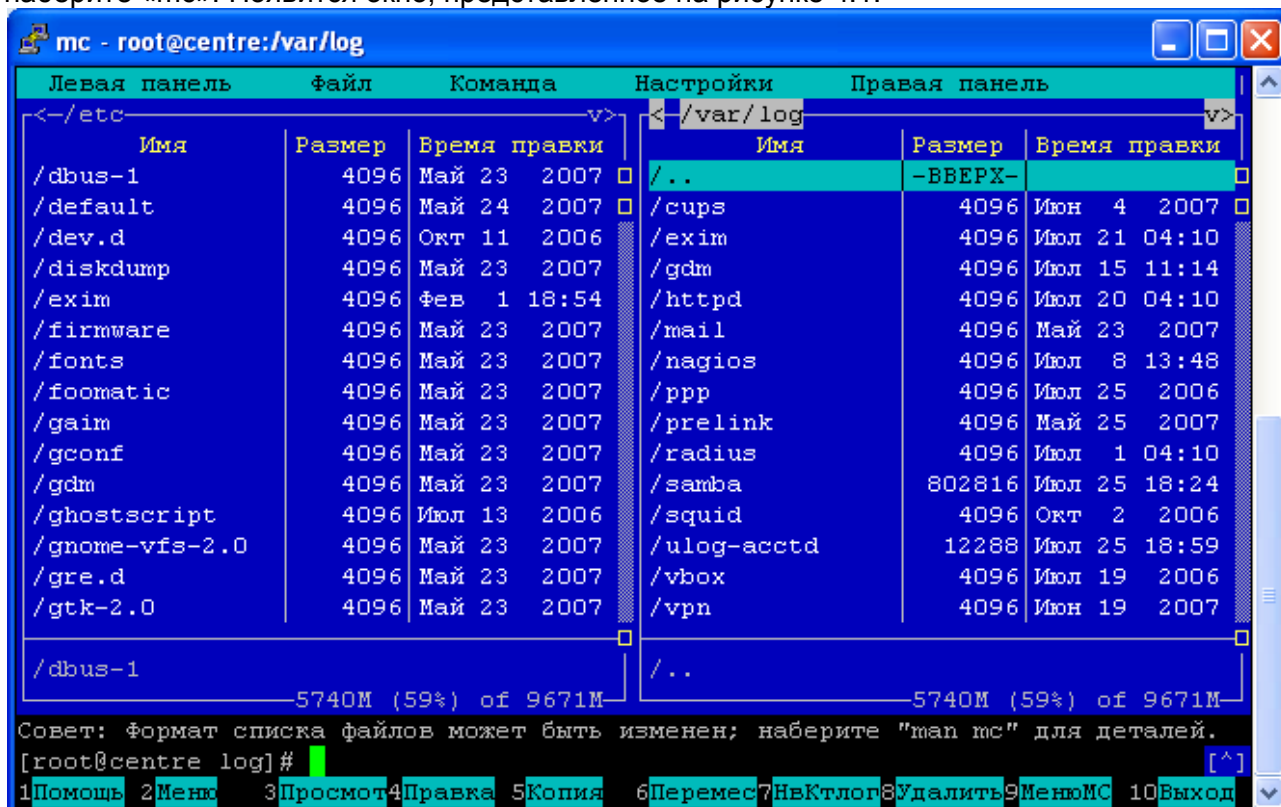 наберите «mc». Появится окно, представленное на рисунке 4.1.
mc - root@centre:/var/log
Левая панель Файл Команда Настройки Правая панель
<-/etc v> < /var/log v>
Имя Размер Время правки Имя Размер Время правки
/dbus-1 4096 Май 23 2007 /.. -ВВЕРХ-
/default 4096 Май 24 2007 /cups 4096 Июн 4 2007
/dev.d 4096 Окт 11 2006 /exim 4096 Июл 21 04:10
/diskdump 4096 Май 23 2007 /gdm 4096 Июл 15 11:14
/exim 4096 Фев 1 18:54 /httpd 4096 Июл 20 04:10
/firmware 4096 Май 23 2007 /mail 4096 Май 23 2007
/fonts 4096 Май 23 2007 /nagios 4096 Июл 8 13:48
/foomatic 4096 Май 23 2007 /ppp 4096 Июл 25 2006
/gaim 4096 Май 23 2007 /prelink 4096 Май 25 2007
/gconf 4096 Май 23 2007 /radius 4096 Июл 1 04:10
/gdm 4096 Май 23 2007 /samba 802816 Июл 25 18:24
/ghostscript 4096 Июл 13 2006 /squid 4096 Окт 2 2006
/gnome-vfs-2.0 4096 Май 23 2007 /ulog-acctd 12288 Июл 25 18:59
/gre.d 4096 Май 23 2007 /vbox 4096 Июл 19 2006
/gtk-2.0 4096 Май 23 2007 /vpn 4096 Июн 19 2007
/dbus-1 /..
5740M (59%) of 9671M 5740M (59%) of 9671M
Совет: Формат списка файлов может быть изменен; наберите "man mc" для деталей.
[root@centre log]# [^]
1Помощь 2Меню 3Просмот4Правка 5Копия 6Перемес7НвКтлог8Удалить9МенюMC 10Выход